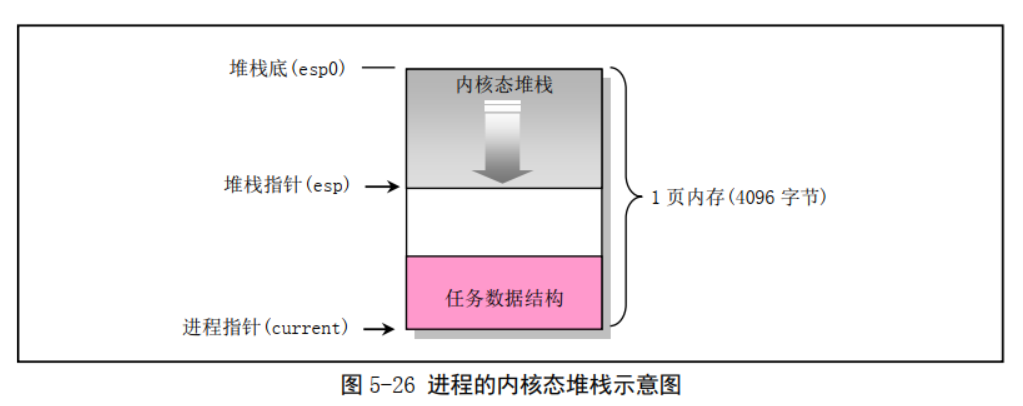 堆栈底(esp0)
内核态堆栈
堆栈指针(esp)
1 页内存(4096 字节)
任务数据结构
进程指针(current)
图 5-26 进程的内核态堆栈示意图